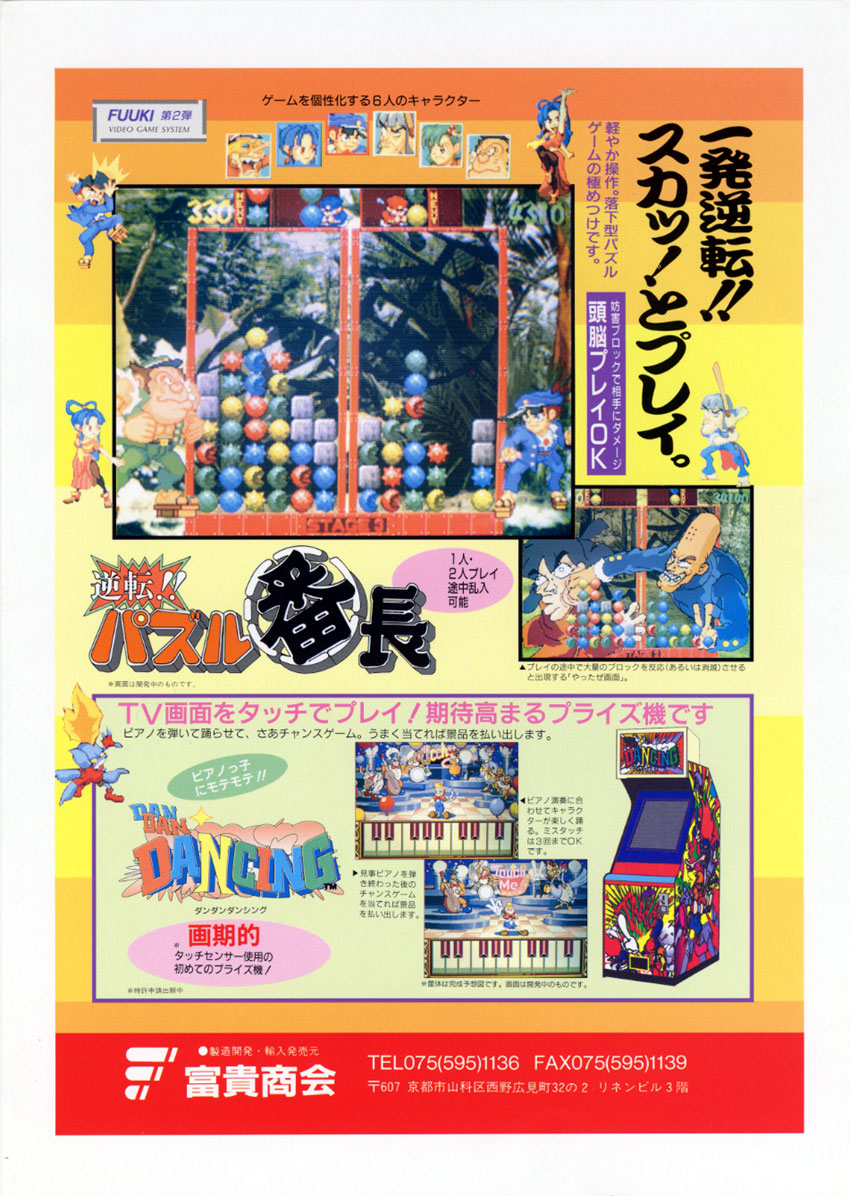 FUUKI 第2弾
VIDEO GAME SYSTEM
ゲームを個性化する6人のキャラクター
一発逆転!!
スカッ!とプレイ。
軽やか操作。落下型パズル
ゲームの極めつけです。
妨害ブロックで相手にダメージ
頭脳プレイOK
330
4310
NEXT
NEXT
STAGE 3
34100
逆転!!
パズル番長
1人・
2人プレイ
途中乱入
可能
※画面は開発中のものです。
▲プレイの途中で大量のブロックを反応(あるいは消滅)させる
と出現する「やったぜ画面」。
TV画面をタッチでプレイ!期待高まるプライズ機です
ピアノを弾いて踊らせて、さあチャンスゲーム。うまく当てれば景品を払い出します。
ピアノっ子
にモテモテ!!
DAN
DAN
DANCING™
ダンダンダンシング
※画期的
タッチセンサー使用の
初めてのプライズ機!
※特許申請出願中
◀ピアノ演奏に合
わせてキャラク
ターが楽しく踊
る。ミスタッチ
は3回までOK
です。
▶見事ピアノを弾
き終わった後の
チャンスゲーム
を当てれば景品
を払い出します。
Touch
Me
DANCING
※筐体は完成予想図です。画面は開発中のものです。
●製造開発・輸入発売元
富貴商会
TEL075(595)1136 FAX075(595)1139
〒607 京都市山科区西野広見町32の2 リネンビル3階